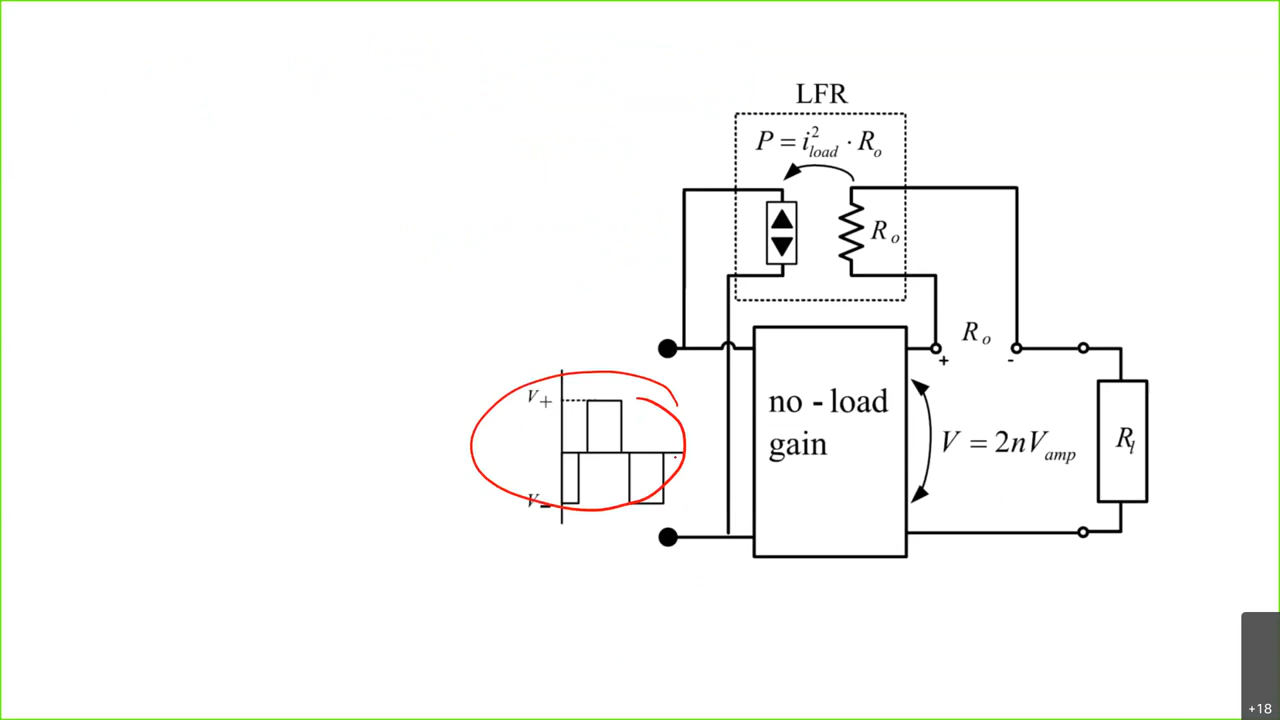 LFR
P = i²load · Ro
Ro
Ro
+ -
V+
no - load
gain
V = 2nVamp
Rl
V−
+18